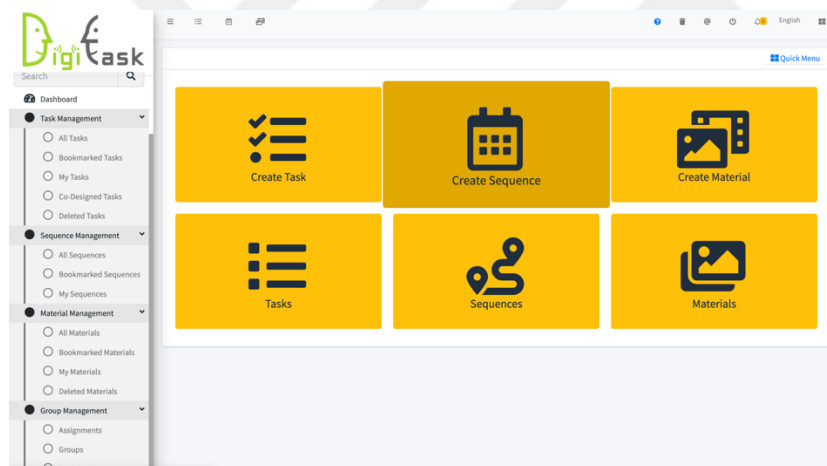 DigiTask
English
Search
Quick Menu
Dashboard
Task Management
All Tasks
Bookmarked Tasks
My Tasks
Co-Designed Tasks
Deleted Tasks
Sequence Management
All Sequences
Bookmarked Sequences
My Sequences
Material Management
All Materials
Bookmarked Materials
My Materials
Deleted Materials
Group Management
Assignments
Groups
Create Task
Create Sequence
Create Material
Tasks
Sequences
Materials